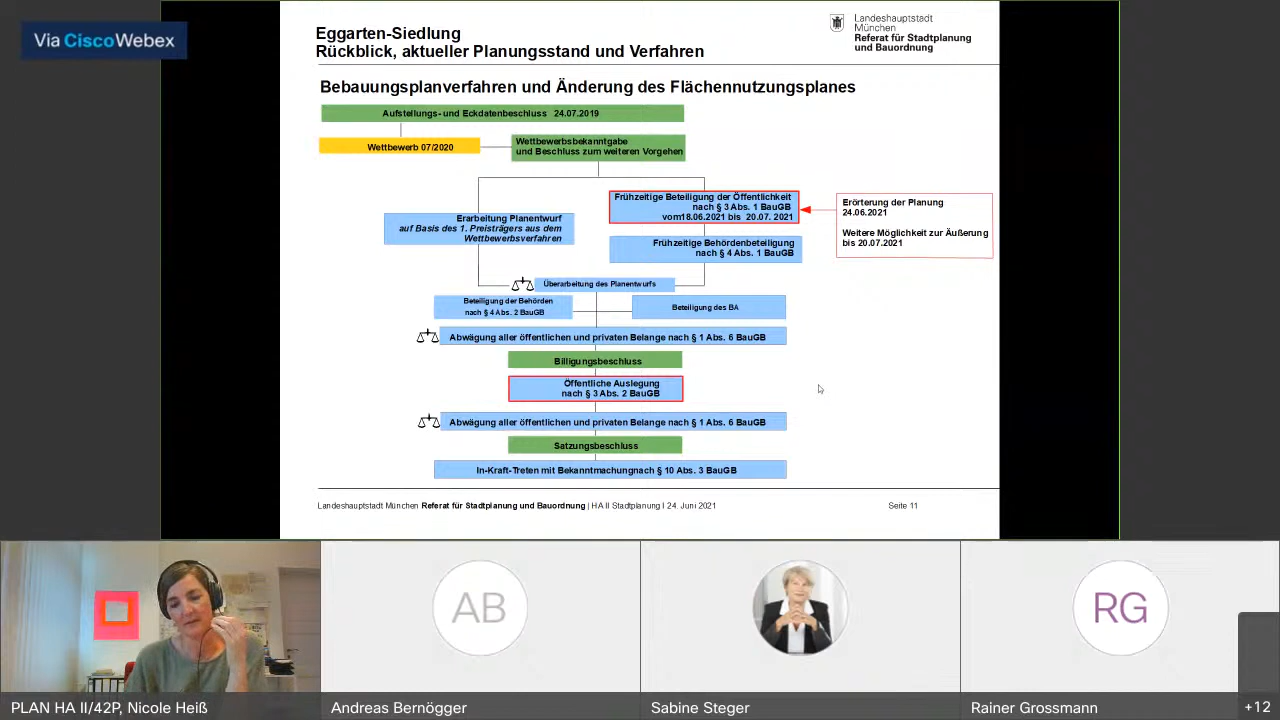 Via CiscoWebex
Eggarten-Siedlung
Rückblick, aktueller Planungsstand und Verfahren
Landeshauptstadt
München
Referat für Stadtplanung
und Bauordnung
Bebauungsplanverfahren und Änderung des Flächennutzungsplanes
Aufstellungs- und Eckdatenbeschluss 24.07.2019
Wettbewerb 07/2020
Wettbewerbsbekanntgabe
und Beschluss zum weiteren Vorgehen
Frühzeitige Beteiligung der Öffentlichkeit
nach § 3 Abs. 1 BauGB
vom18.06.2021 bis 20.07. 2021
Erörterung der Planung
24.06.2021
Weitere Möglichkeit zur Äußerung
bis 20.07.2021
Erarbeitung Planentwurf
auf Basis des 1. Preisträgers aus dem
Wettbewerbsverfahren
Frühzeitige Behördenbeteiligung
nach § 4 Abs. 1 BauGB
Überarbeitung des Planentwurfs
Beteiligung der Behörden
nach § 4 Abs. 2 BauGB
Beteiligung des BA
Abwägung aller öffentlichen und privaten Belange nach § 1 Abs. 6 BauGB
Billigungsbeschluss
Öffentliche Auslegung
nach § 3 Abs. 2 BauGB
Abwägung aller öffentlichen und privaten Belange nach § 1 Abs. 6 BauGB
Satzungsbeschluss
In-Kraft-Treten mit Bekanntmachungnach § 10 Abs. 3 BauGB
Landeshauptstadt München Referat für Stadtplanung und Bauordnung | HA II Stadtplanung I 24. Juni 2021
Seite 11
AB
RG
PLAN HA II/42P, Nicole Heiß
Andreas Bernögger
Sabine Steger
Rainer Grossmann
+12